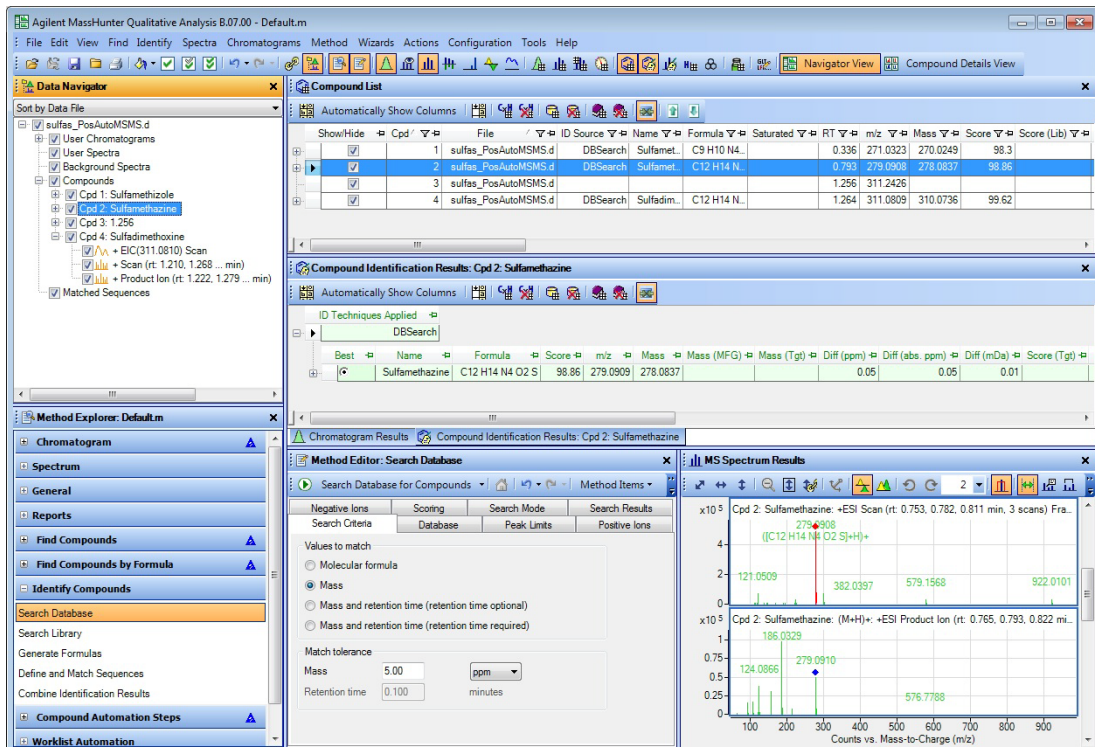 Agilent MassHunter Qualitative Analysis B.07.00 - Default.m
File Edit View Find Identify Spectra Chromatograms Method Wizards Actions Configuration Tools Help
Navigator View Compound Details View
Data Navigator
Sort by Data File
sulfas_PosAutoMSMS.d
User Chromatograms
User Spectra
Background Spectra
Compounds
Cpd 1: Sulfamethizole
Cpd 2: Sulfamethazine
Cpd 3: 1.256
Cpd 4: Sulfadimethoxine
+ EIC(311.0810) Scan
+ Scan (rt: 1.210, 1.268 ... min)
+ Product Ion (rt: 1.222, 1.279 ... min)
Matched Sequences
Method Explorer: Default.m
Chromatogram
Spectrum
General
Reports
Find Compounds
Find Compounds by Formula
Identify Compounds
Search Database
Search Library
Generate Formulas
Define and Match Sequences
Combine Identification Results
Compound Automation Steps
Worklist Automation
Compound List
Automatically Show Columns
Show/Hide Cpd File ID Source Name Formula Saturated RT m/z Mass Score Score (Lib)
1 sulfas_PosAutoMSMS.d DBSearch Sulfamet... C9 H10 N4... 0.336 271.0323 270.0249 98.3
2 sulfas_PosAutoMSMS.d DBSearch Sulfamet... C12 H14 N... 0.793 279.0908 278.0837 98.86
3 sulfas_PosAutoMSMS.d 1.256 311.2426
4 sulfas_PosAutoMSMS.d DBSearch Sulfadim... C12 H14 N... 1.264 311.0809 310.0736 99.62
Compound Identification Results: Cpd 2: Sulfamethazine
Automatically Show Columns
ID Techniques Applied
DBSearch
Best Name Formula Score m/z Mass Mass (MFG) Mass (Tgt) Diff (ppm) Diff (abs. ppm) Diff (mDa) Score (Tgt)
Sulfamethazine C12 H14 N4 O2 S 98.86 279.0909 278.0837 0.05 0.05 0.01
Chromatogram Results Compound Identification Results: Cpd 2: Sulfamethazine
Method Editor: Search Database
Search Database for Compounds Method Items
Negative Ions Scoring Search Mode Search Results
Search Criteria Database Peak Limits Positive Ions
Values to match
Molecular formula
Mass
Mass and retention time (retention time optional)
Mass and retention time (retention time required)
Match tolerance
Mass 5.00 ppm
Retention time 0.100 minutes
MS Spectrum Results
2
x10 5 Cpd 2: Sulfamethazine: +ESI Scan (rt: 0.753, 0.782, 0.811 min, 3 scans) Fra...
279.0908
([C12 H14 N4 O2 S]+H)+
4
2
0
121.0509 382.0397 579.1568 922.0101
x10 5 Cpd 2: Sulfamethazine: (M+H)+: +ESI Product Ion (rt: 0.765, 0.793, 0.822 mi...
1
0.75
0.5
0.25
0
186.0329
124.0866 279.0910
576.7788
100 200 300 400 500 600 700 800 900
Counts vs. Mass-to-Charge (m/z)